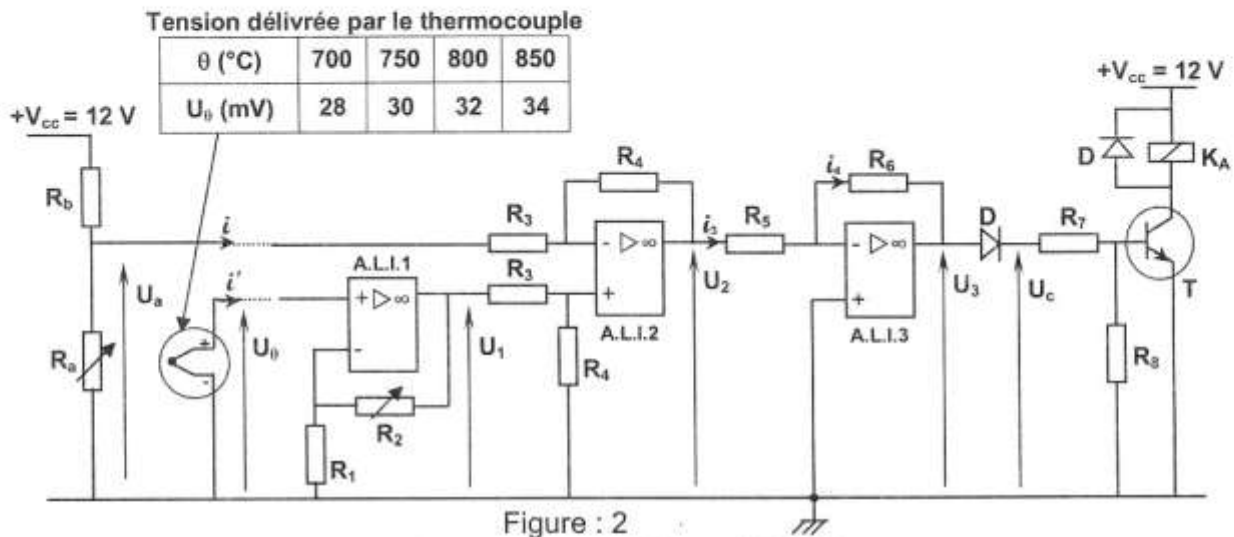 Tension délivrée par le thermocouple
θ (°C) 700 750 800 850
Uθ (mV) 28 30 32 34
+Vcc = 12 V
+Vcc = 12 V
Rb
i
R3
R4
i3
R5
i4
R6
D
R7
D
KA
T
- ▷ ∞
+
A.L.I.2
- ▷ ∞
+
A.L.I.3
Ua
Ra
i'
+
-
Uθ
A.L.I.1
+ ▷ ∞
-
R3
U1
R4
U2
U3
Uc
R8
R2
R1
Figure : 2